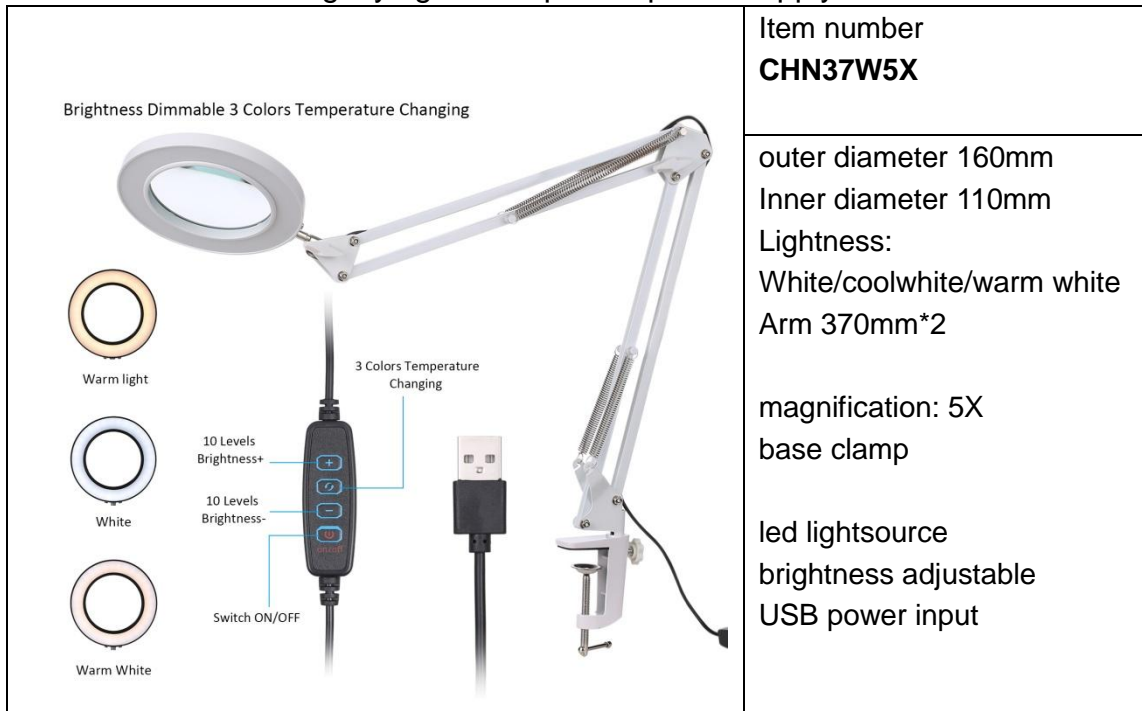 Item number
CHN37W5X
Brightness Dimmable 3 Colors Temperature Changing
outer diameter 160mm
Inner diameter 110mm
Lightness:
White/coolwhite/warm white
Arm 370mm*2
magnification: 5X
base clamp
led lightsource
brightness adjustable
USB power input
Warm light
White
Warm White
3 Colors Temperature
Changing
10 Levels
Brightness+
10 Levels
Brightness-
on/off
Switch ON/OFF